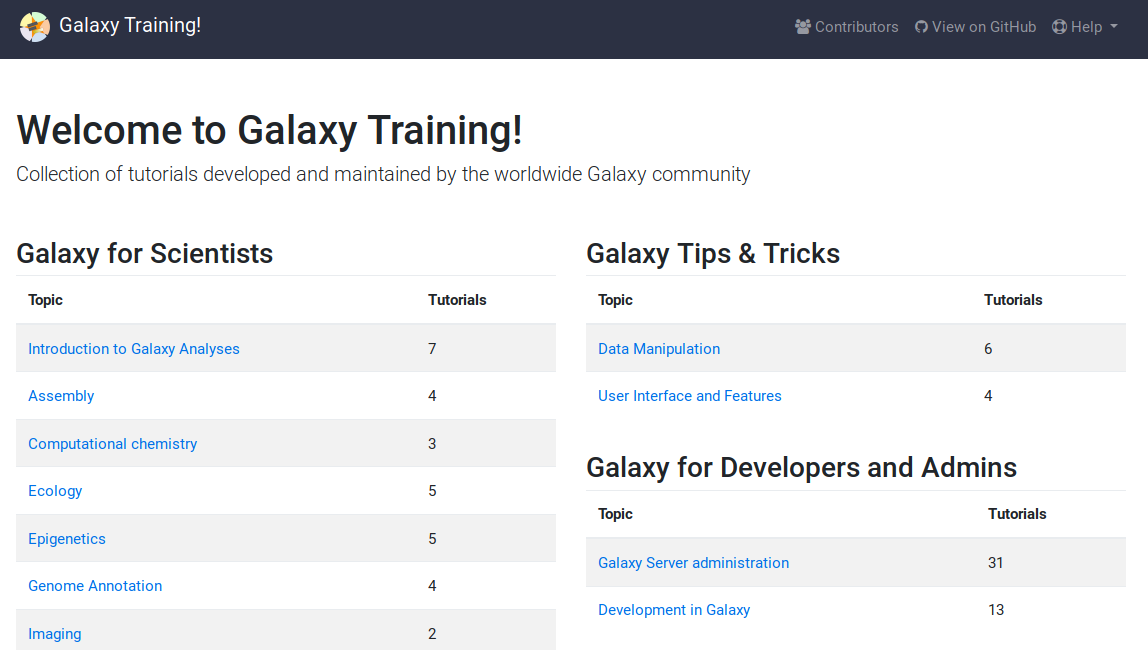 Galaxy Training!
Contributors View on GitHub Help
Welcome to Galaxy Training!
Collection of tutorials developed and maintained by the worldwide Galaxy community
Galaxy for Scientists
Topic Tutorials
Introduction to Galaxy Analyses 7
Assembly 4
Computational chemistry 3
Ecology 5
Epigenetics 5
Genome Annotation 4
Imaging 2
Galaxy Tips & Tricks
Topic Tutorials
Data Manipulation 6
User Interface and Features 4
Galaxy for Developers and Admins
Topic Tutorials
Galaxy Server administration 31
Development in Galaxy 13